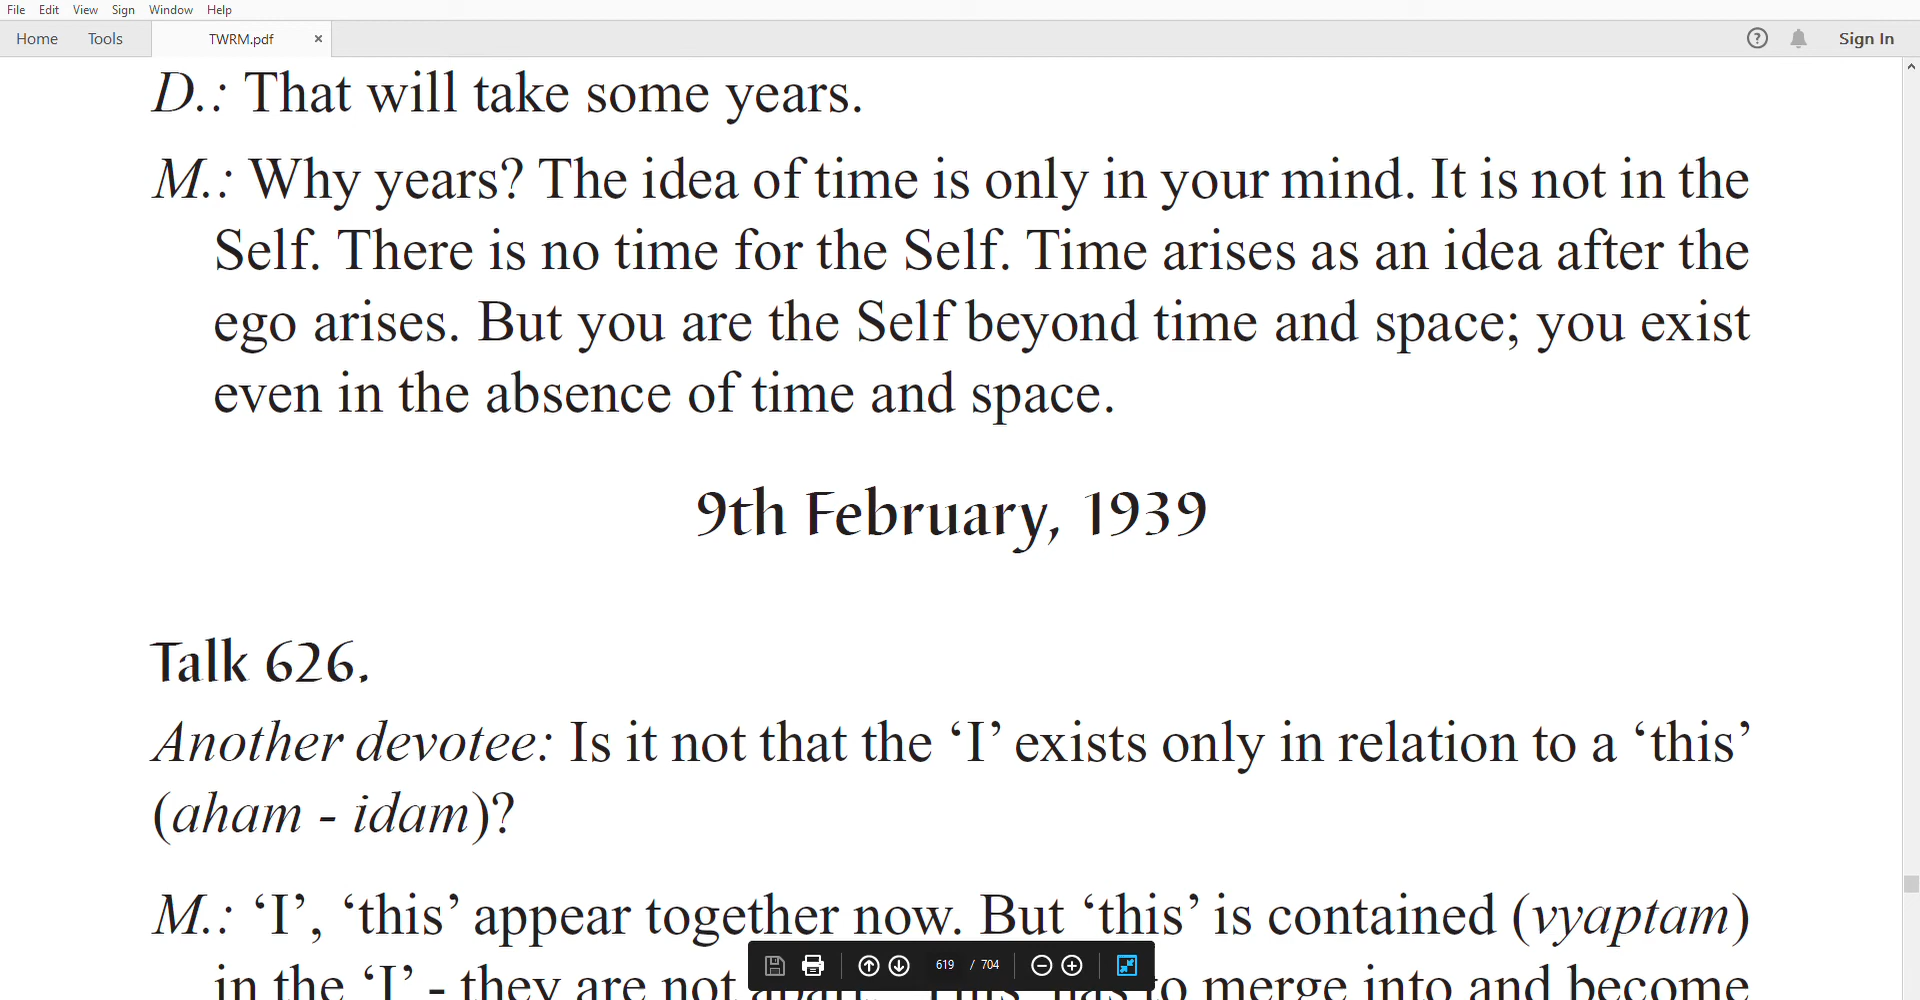 File Edit View Sign Window Help
Home Tools TWRM.pdf × ? Sign In
D.: That will take some years.
M.: Why years? The idea of time is only in your mind. It is not in the
Self. There is no time for the Self. Time arises as an idea after the
ego arises. But you are the Self beyond time and space; you exist
even in the absence of time and space.
9th February, 1939
Talk 626.
Another devotee: Is it not that the ‘I’ exists only in relation to a ‘this’
(aham - idam)?
M.: ‘I’, ‘this’ appear together now. But ‘this’ is contained (vyaptam)
in the ‘I’ - they are not apart. ‘This’ has to merge into and become
619 / 704